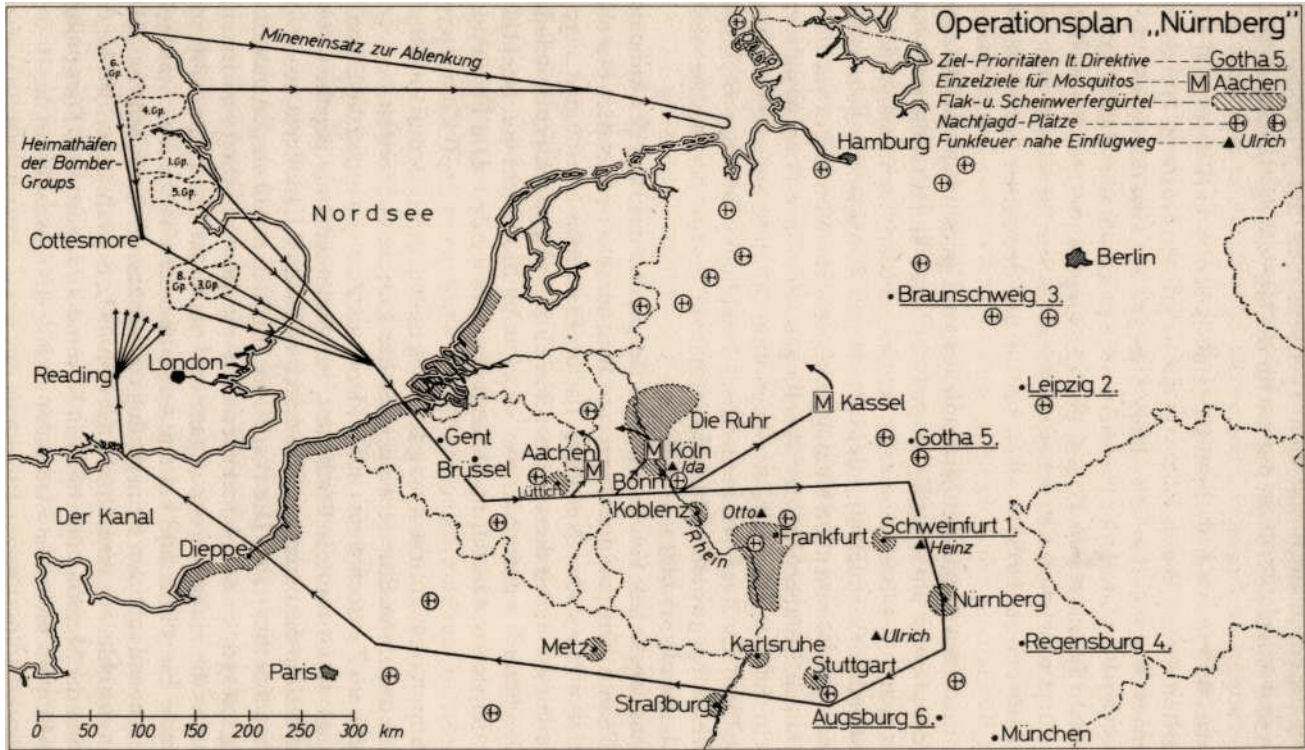 Operationsplan „Nürnberg"
Ziel-Prioritäten lt. Direktive Gotha 5.
Einzelziele für Mosquitos M Aachen
Flak-u. Scheinwerfergürtel
Nachtjagd-Plätze
Funkfeuer nahe Einflugweg Ulrich
Mineneinsatz zur Ablenkung
6. Gp.
4. Gp.
1. Gp.
5. Gp.
Heimathäfen
der Bomber-
Groups
Nordsee
Hamburg
Cottesmore
8. Gp.
3. Gp.
Berlin
Braunschweig 3.
London
Reading
Leipzig 2.
M Kassel
Die Ruhr
Gent
Aachen
M
M Köln
Ida
Gotha 5.
Brüssel
Lüttich
Bonn
Der Kanal
Koblenz
Otto
Rhein
Frankfurt
Schweinfurt 1.
Heinz
Dieppe
Nürnberg
Metz
Karlsruhe
Ulrich
Regensburg 4.
Paris
Stuttgart
Straßburg
Augsburg 6.
München
0 50 100 150 200 250 300 km